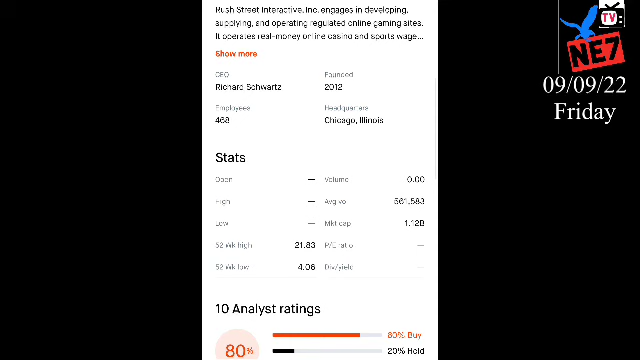 Rush Street Interactive, Inc. engages in developing,
supplying, and operating regulated online gaming sites.
It operates real-money online casino and sports wage...
Show more
CEO Founded
Richard Schwartz 2012
Employees Headquarters
468 Chicago, Illinois
Stats
Open — Volume 0.00
High — Avg vo 561,583
Low — Mkt cap 1.12B
52 Wk high 21.83 P/E ratio —
52 Wk low 4.06 Div/yield —
10 Analyst ratings
80% 80% Buy
20% Hold
TV
NE7
09/09/22
Friday